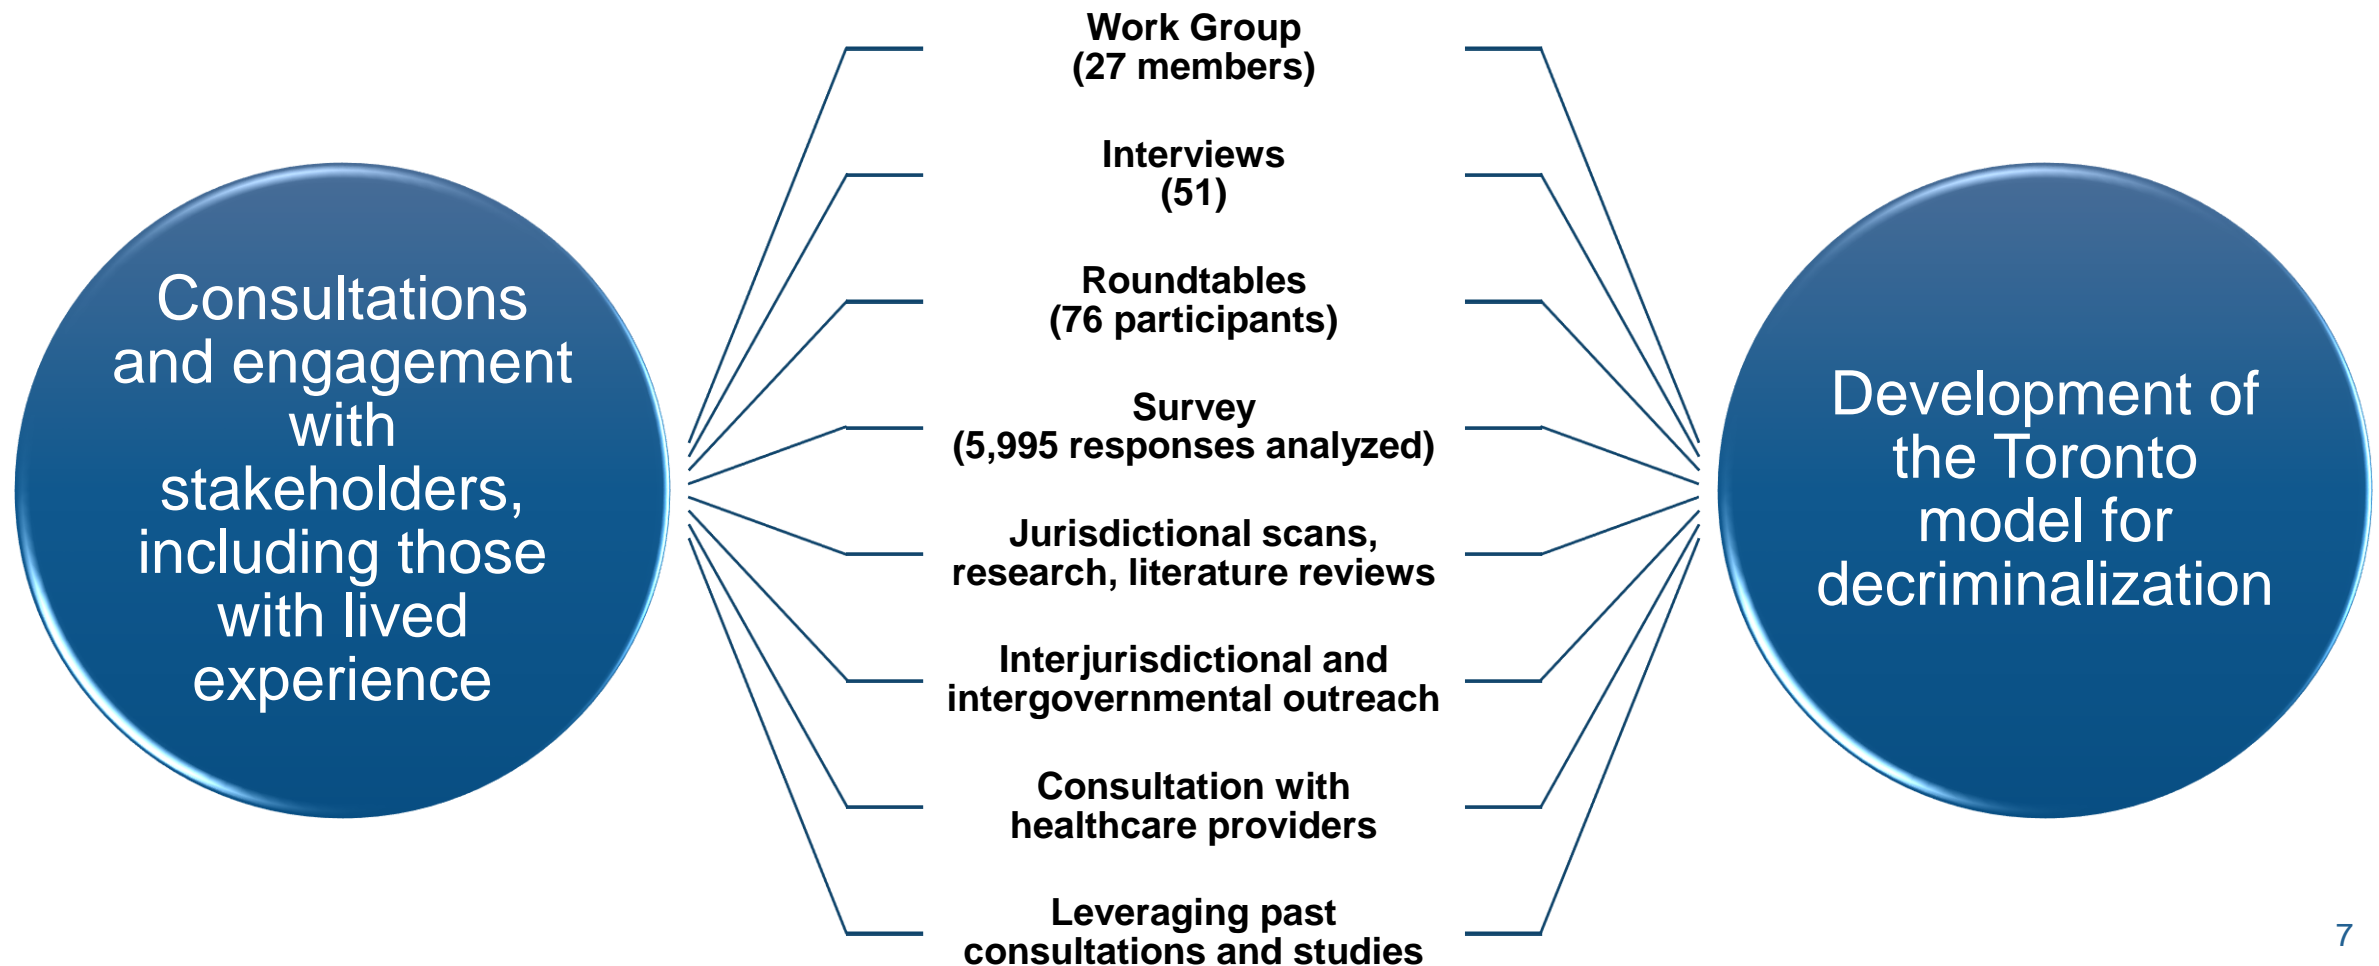 Consultations
and engagement
with
stakeholders,
including those
with lived
experience
Work Group
(27 members)
Interviews
(51)
Roundtables
(76 participants)
Survey
(5,995 responses analyzed)
Jurisdictional scans,
research, literature reviews
Interjurisdictional and
intergovernmental outreach
Consultation with
healthcare providers
Leveraging past
consultations and studies
Development of
the Toronto
model for
decriminalization
7